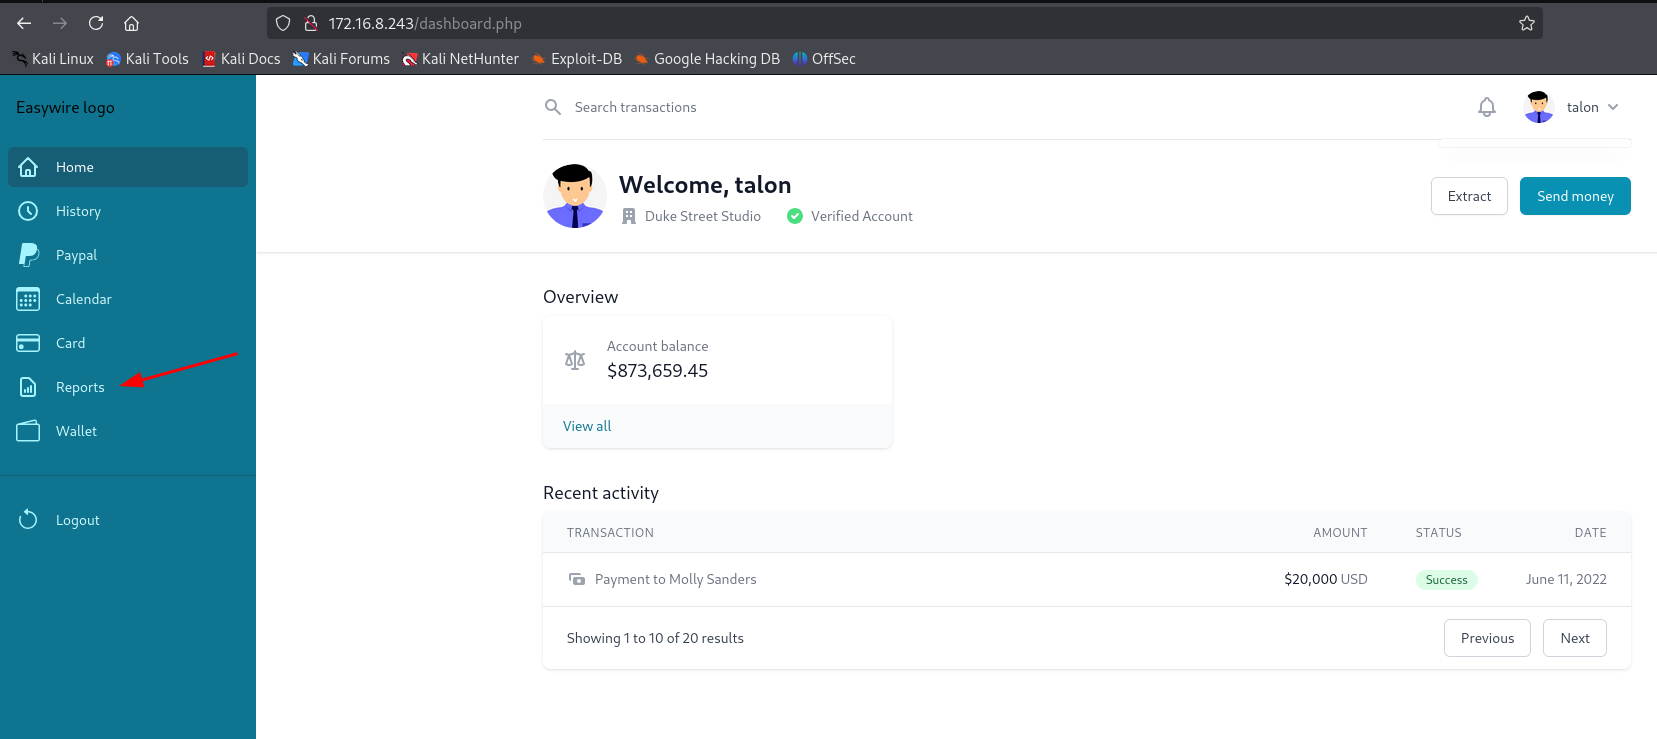 172.16.8.243/dashboard.php
Kali Linux Kali Tools Kali Docs Kali Forums Kali NetHunter Exploit-DB Google Hacking DB OffSec
Easywire logo
Home
History
Paypal
Calendar
Card
Reports
Wallet
Logout
Search transactions
talon
Welcome, talon
Duke Street Studio Verified Account
Extract Send money
Overview
Account balance
$873,659.45
View all
Recent activity
TRANSACTION AMOUNT STATUS DATE
Payment to Molly Sanders $20,000 USD Success June 11, 2022
Showing 1 to 10 of 20 results Previous Next